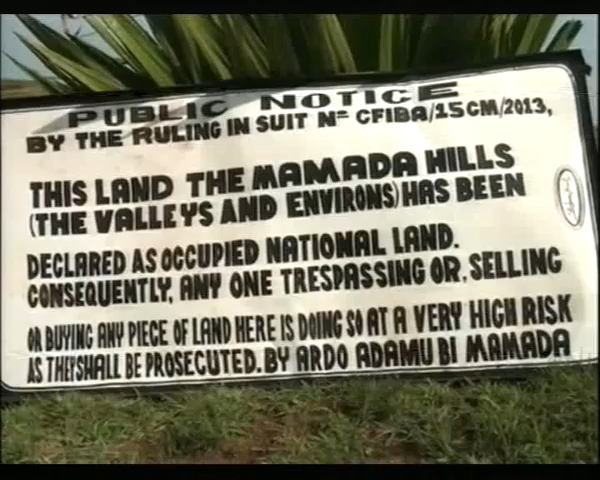 PUBLIC NOTICE
BY THE RULING IN SUIT Nº CFIBA/15CM/2013,
THIS LAND THE MAMADA HILLS
(THE VALLEYS AND ENVIRONS) HAS BEEN
DECLARED AS OCCUPIED NATIONAL LAND.
CONSEQUENTLY, ANY ONE TRESPASSING OR, SELLING
OR BUYING ANY PIECE OF LAND HERE IS DOING SO AT A VERY HIGH RISK
AS THEY SHALL BE PROSECUTED. BY ARDO ADAMU BI MAMADA